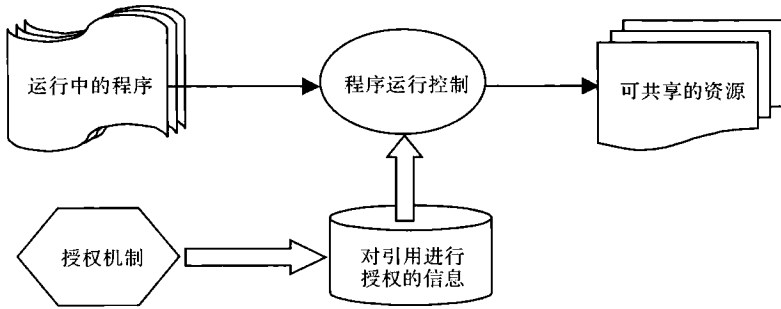 运行中的程序
程序运行控制
可共享的资源
授权机制
对引用进行
授权的信息